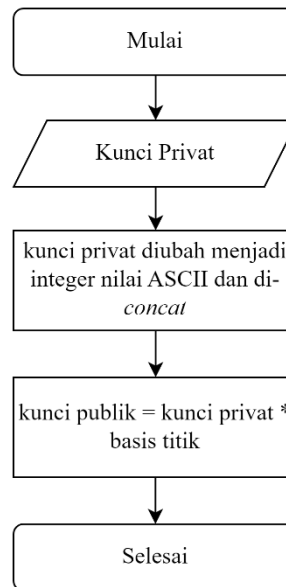 Mulai
Kunci Privat
kunci privat diubah menjadi
integer nilai ASCII dan di-
concat
kunci publik = kunci privat *
basis titik
Selesai